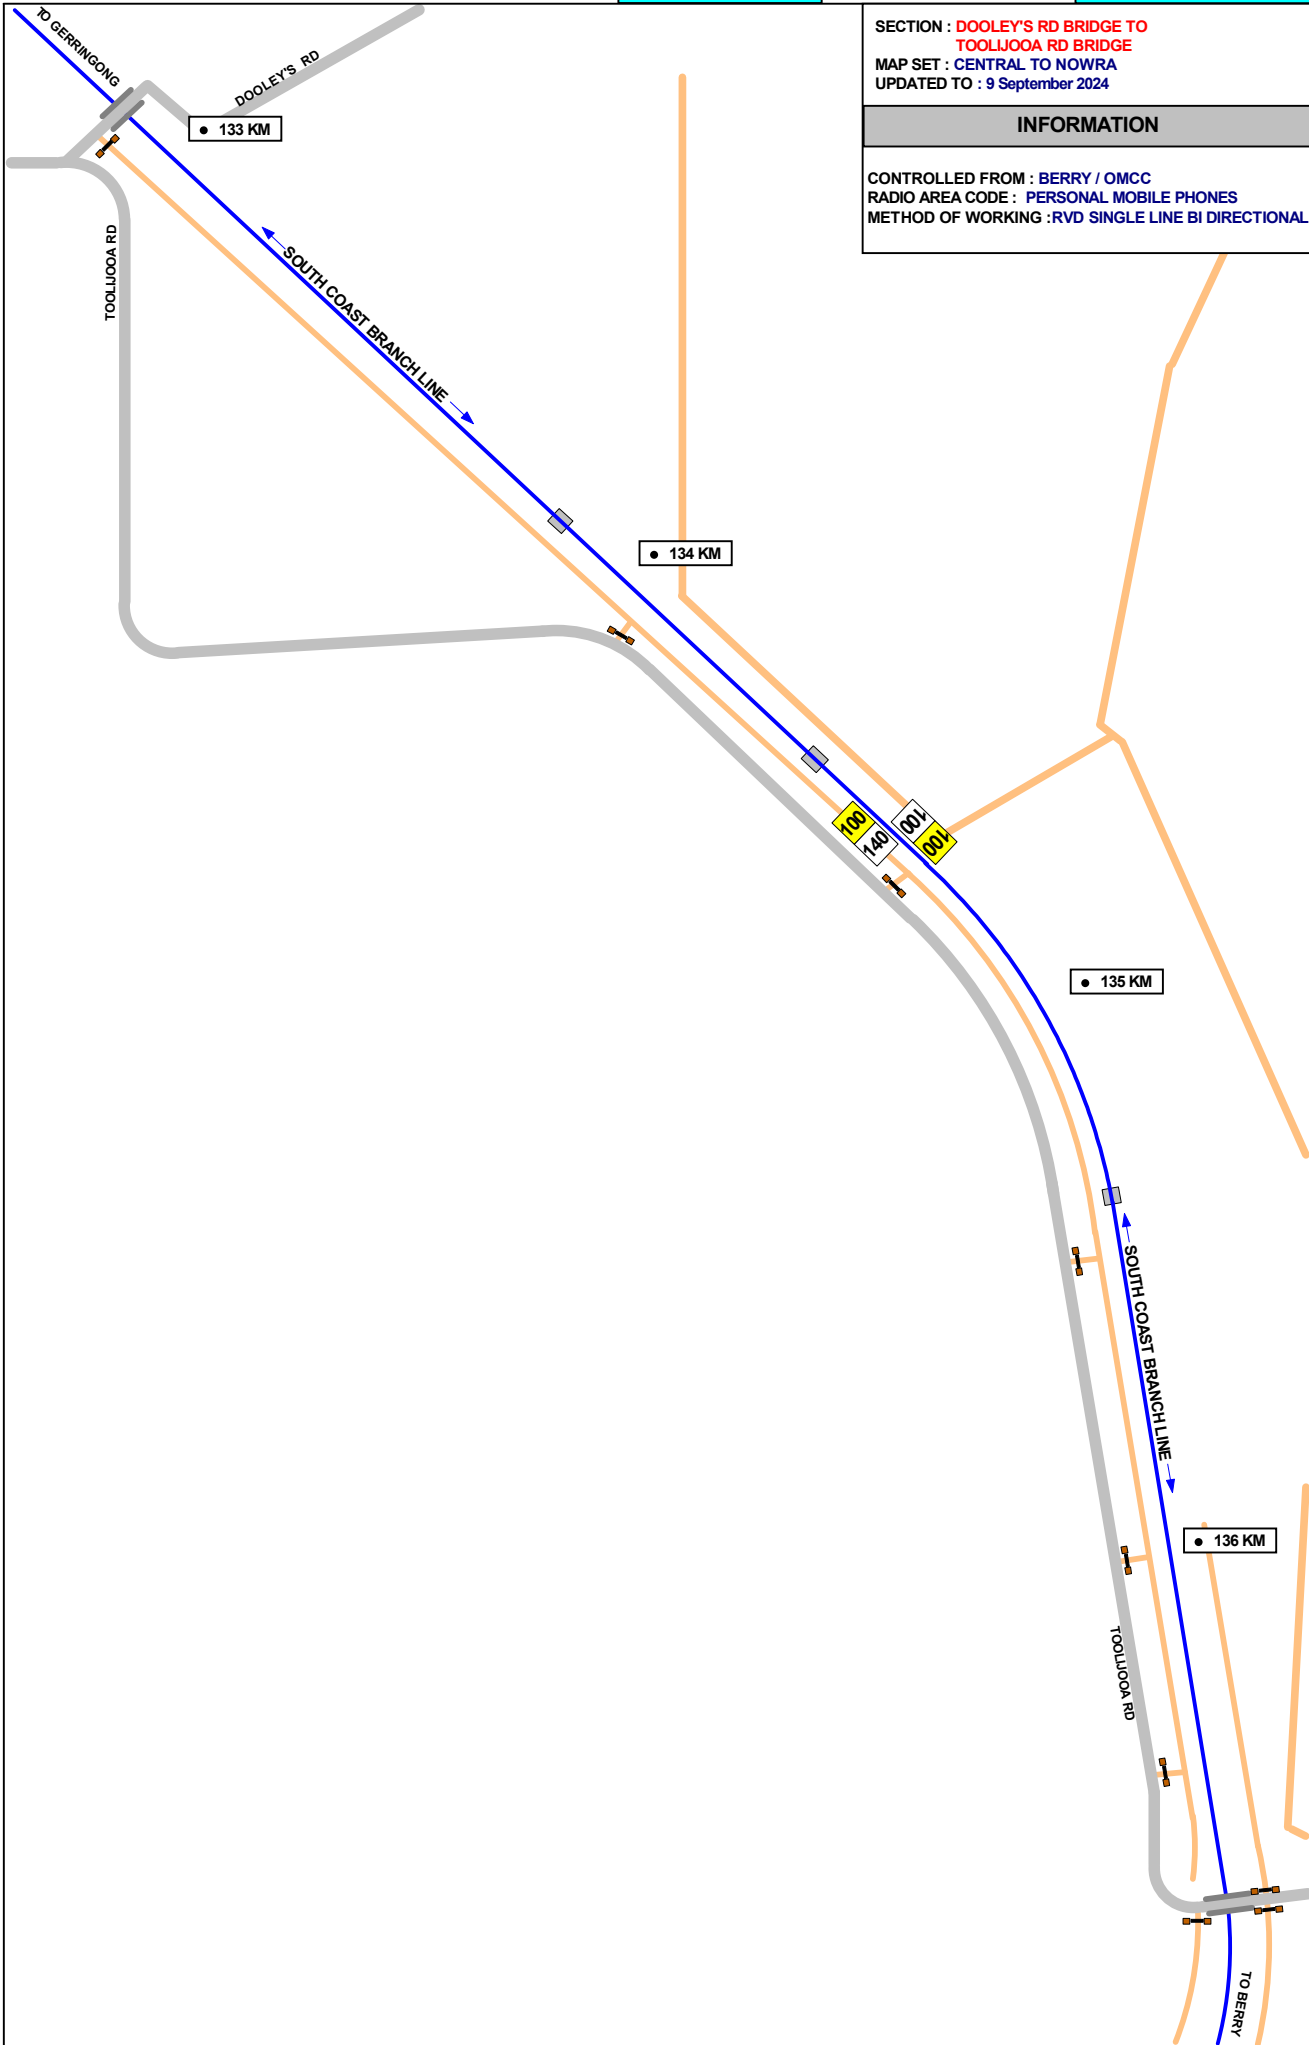 SECTION : DOOLEY'S RD BRIDGE TO
TOOLIJOOA RD BRIDGE
MAP SET : CENTRAL TO NOWRA
UPDATED TO : 9 September 2024
INFORMATION
CONTROLLED FROM : BERRY / OMCC
RADIO AREA CODE : PERSONAL MOBILE PHONES
METHOD OF WORKING :RVD SINGLE LINE BI DIRECTIONAL
TO GERRINGONG
DOOLEY'S RD
133 KM
TOOLIJOOA RD
SOUTH COAST BRANCH LINE
134 KM
100
140
100
100
135 KM
SOUTH COAST BRANCH LINE
136 KM
TOOLIJOOA RD
TO BERRY